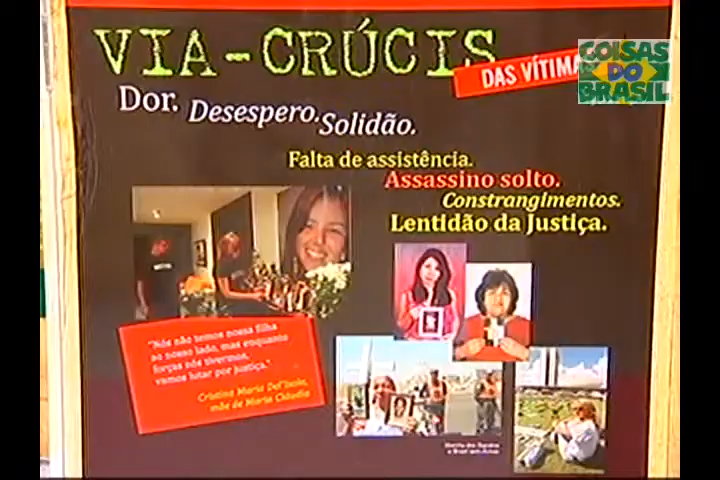 VIA-CRÚCIS
DAS VÍTIMA
COISAS
DO
BRASIL
Dor. Desespero. Solidão.
Falta de assistência.
Assassino solto.
Constrangimentos.
Lentidão da Justiça.
"Nós não temos nossa filha
ao nosso lado, mas enquanto
forças nós tivermos,
vamos lutar por justiça."
Cristina Maria Del'Isola,
mãe de Maria Cláudia